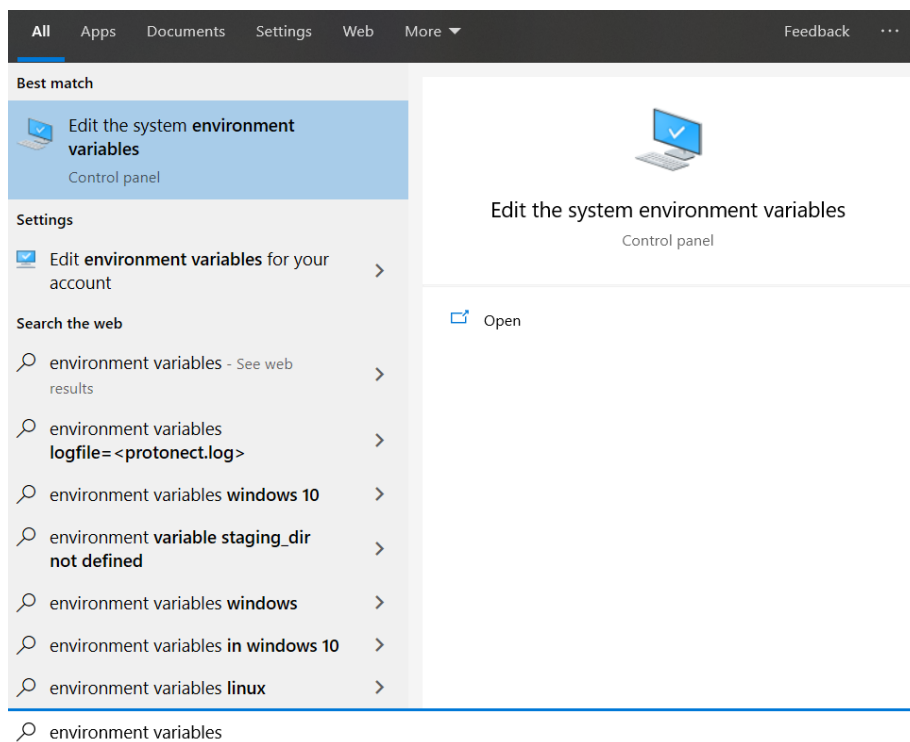 All Apps Documents Settings Web More Feedback ...
Best match
Edit the system environment
variables
Control panel
Settings
Edit environment variables for your
account
Search the web
environment variables - See web
results
environment variables
logfile=<protonect.log>
environment variables windows 10
environment variable staging_dir
not defined
environment variables windows
environment variables in windows 10
environment variables linux
environment variables
Edit the system environment variables
Control panel
Open